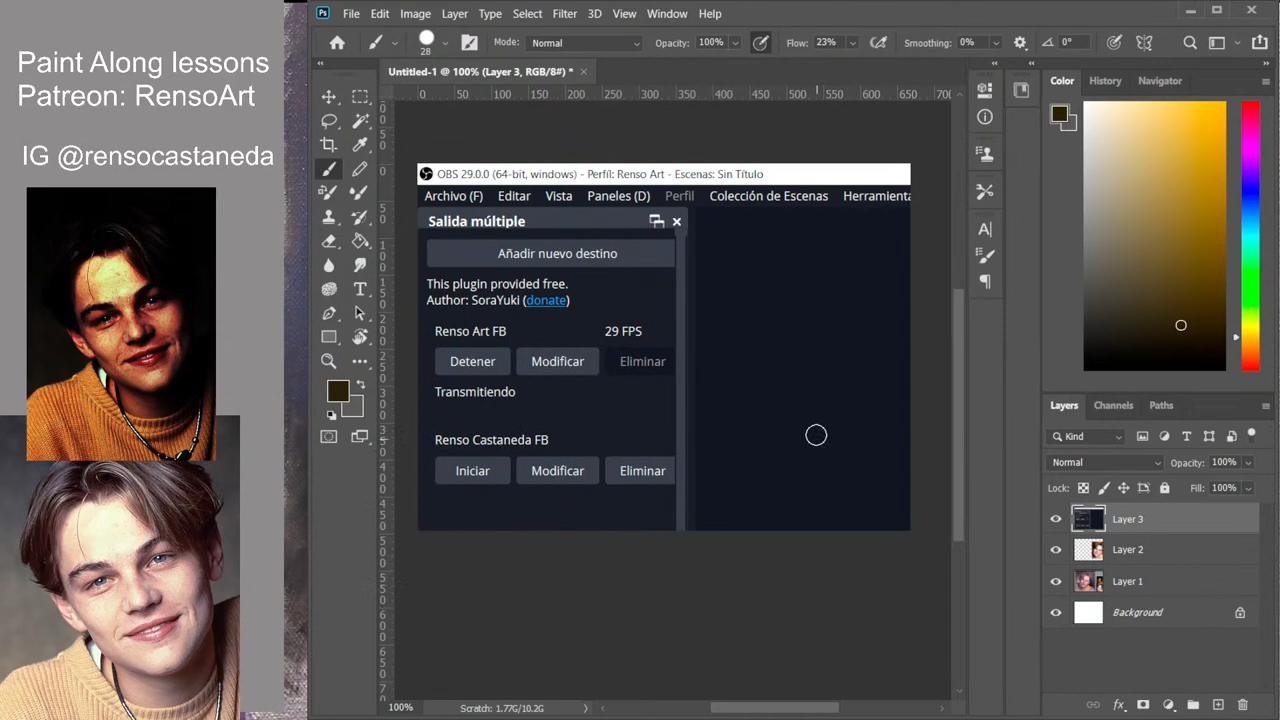 Paint Along lessons
Patreon: RensoArt
IG @rensocastaneda
Ps File Edit Image Layer Type Select Filter 3D View Window Help
28 Mode: Normal Opacity: 100% Flow: 23% Smoothing: 0% 0°
Untitled-1 @ 100% (Layer 3, RGB/8#) *
0 50 100 150 200 250 300 350 400 450 500 550 600 650 700
OBS 29.0.0 (64-bit, windows) - Perfil: Renso Art - Escenas: Sin Título
Archivo (F) Editar Vista Paneles (D) Perfil Colección de Escenas Herramienta
Salida múltiple
Añadir nuevo destino
This plugin provided free.
Author: SoraYuki (donate)
Renso Art FB 29 FPS
Detener Modificar Eliminar
Transmitiendo
Renso Castaneda FB
Iniciar Modificar Eliminar
100% Scratch: 1.77G/10.2G
Color History Navigator
Layers Channels Paths
Kind
Normal Opacity: 100%
Lock: Fill: 100%
Layer 3
Layer 2
Layer 1
Background